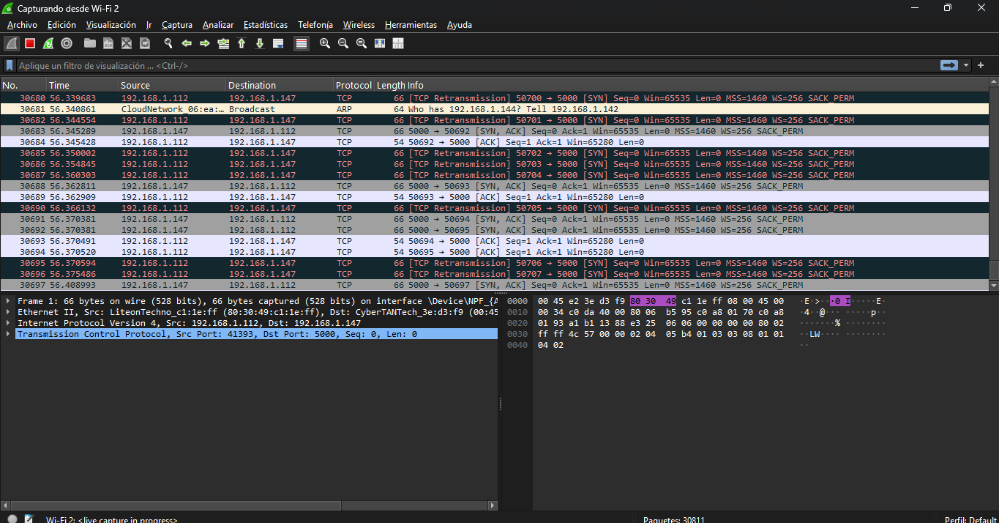 Capturando desde Wi-Fi 2
Archivo Edición Visualización Ir Captura Analizar Estadísticas Telefonía Wireless Herramientas Ayuda
Aplique un filtro de visualización ... <Ctrl-/>
No. Time Source Destination Protocol Length Info
30680 56.339683 192.168.1.112 192.168.1.147 TCP 66 [TCP Retransmission] 50700 → 5000 [SYN] Seq=0 Win=65535 Len=0 MSS=1460 WS=256 SACK_PERM
30681 56.340861 CloudNetwork_06:ea:… Broadcast ARP 64 Who has 192.168.1.144? Tell 192.168.1.142
30682 56.344554 192.168.1.112 192.168.1.147 TCP 66 [TCP Retransmission] 50701 → 5000 [SYN] Seq=0 Win=65535 Len=0 MSS=1460 WS=256 SACK_PERM
30683 56.345289 192.168.1.147 192.168.1.112 TCP 66 5000 → 50692 [SYN, ACK] Seq=0 Ack=1 Win=65535 Len=0 MSS=1460 WS=256 SACK_PERM
30684 56.345428 192.168.1.112 192.168.1.147 TCP 54 50692 → 5000 [ACK] Seq=1 Ack=1 Win=65280 Len=0
30685 56.350002 192.168.1.112 192.168.1.147 TCP 66 [TCP Retransmission] 50702 → 5000 [SYN] Seq=0 Win=65535 Len=0 MSS=1460 WS=256 SACK_PERM
30686 56.354845 192.168.1.112 192.168.1.147 TCP 66 [TCP Retransmission] 50703 → 5000 [SYN] Seq=0 Win=65535 Len=0 MSS=1460 WS=256 SACK_PERM
30687 56.360303 192.168.1.112 192.168.1.147 TCP 66 [TCP Retransmission] 50704 → 5000 [SYN] Seq=0 Win=65535 Len=0 MSS=1460 WS=256 SACK_PERM
30688 56.362811 192.168.1.147 192.168.1.112 TCP 66 5000 → 50693 [SYN, ACK] Seq=0 Ack=1 Win=65535 Len=0 MSS=1460 WS=256 SACK_PERM
30689 56.362909 192.168.1.112 192.168.1.147 TCP 54 50693 → 5000 [ACK] Seq=1 Ack=1 Win=65280 Len=0
30690 56.366132 192.168.1.112 192.168.1.147 TCP 66 [TCP Retransmission] 50705 → 5000 [SYN] Seq=0 Win=65535 Len=0 MSS=1460 WS=256 SACK_PERM
30691 56.370381 192.168.1.147 192.168.1.112 TCP 66 5000 → 50694 [SYN, ACK] Seq=0 Ack=1 Win=65535 Len=0 MSS=1460 WS=256 SACK_PERM
30692 56.370381 192.168.1.147 192.168.1.112 TCP 66 5000 → 50695 [SYN, ACK] Seq=0 Ack=1 Win=65535 Len=0 MSS=1460 WS=256 SACK_PERM
30693 56.370491 192.168.1.112 192.168.1.147 TCP 54 50694 → 5000 [ACK] Seq=1 Ack=1 Win=65280 Len=0
30694 56.370520 192.168.1.112 192.168.1.147 TCP 54 50695 → 5000 [ACK] Seq=1 Ack=1 Win=65280 Len=0
30695 56.370594 192.168.1.112 192.168.1.147 TCP 66 [TCP Retransmission] 50706 → 5000 [SYN] Seq=0 Win=65535 Len=0 MSS=1460 WS=256 SACK_PERM
30696 56.375486 192.168.1.112 192.168.1.147 TCP 66 [TCP Retransmission] 50707 → 5000 [SYN] Seq=0 Win=65535 Len=0 MSS=1460 WS=256 SACK_PERM
30697 56.408993 192.168.1.147 192.168.1.112 TCP 66 5000 → 50697 [SYN, ACK] Seq=0 Ack=1 Win=65535 Len=0 MSS=1460 WS=256 SACK_PERM
Frame 1: 66 bytes on wire (528 bits), 66 bytes captured (528 bits) on interface \Device\NPF_{A
Ethernet II, Src: LiteonTechno_c1:1e:ff (80:30:49:c1:1e:ff), Dst: CyberTANTech_3e:d3:f9 (00:45
Internet Protocol Version 4, Src: 192.168.1.112, Dst: 192.168.1.147
Transmission Control Protocol, Src Port: 41393, Dst Port: 5000, Seq: 0, Len: 0
0000 00 45 e2 3e d3 f9 80 30 49 c1 1e ff 08 00 45 00 ·E·>···0 I·····E·
0010 00 34 c0 da 40 00 80 06 b5 95 c0 a8 01 70 c0 a8 ·4··@··· ·····p··
0020 01 93 a1 b1 13 88 e3 25 06 06 00 00 00 00 80 02 ·······% ········
0030 ff ff 4c 57 00 00 02 04 05 b4 01 03 03 08 01 01 ··LW···· ········
0040 04 02 ··
Wi-Fi 2: <live capture in progress> Paquetes: 30811 Perfil: Default